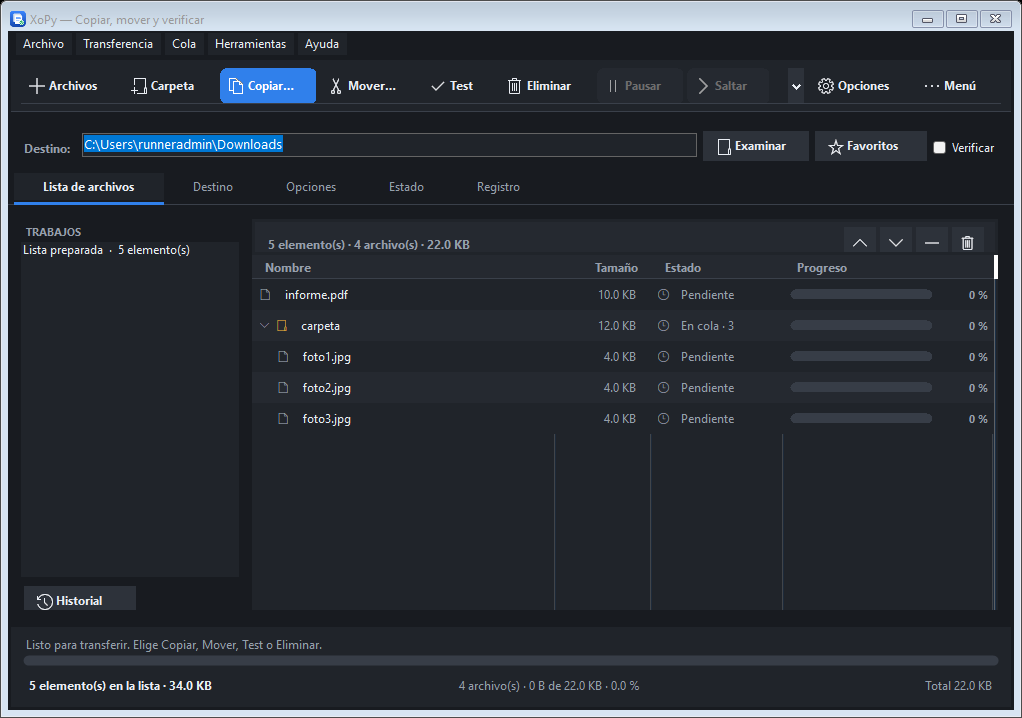 XoPy — Copiar, mover y verificar
Archivo Transferencia Cola Herramientas Ayuda
Archivos Carpeta Copiar... Mover... Test Eliminar Pausar Saltar Opciones ··· Menú
Destino: C:\Users\runneradmin\Downloads Examinar Favoritos Verificar
Lista de archivos Destino Opciones Estado Registro
TRABAJOS
Lista preparada · 5 elemento(s)
Historial
5 elemento(s) · 4 archivo(s) · 22.0 KB
Nombre Tamaño Estado Progreso
informe.pdf 10.0 KB Pendiente 0 %
carpeta 12.0 KB En cola · 3 0 %
foto1.jpg 4.0 KB Pendiente 0 %
foto2.jpg 4.0 KB Pendiente 0 %
foto3.jpg 4.0 KB Pendiente 0 %
Listo para transferir. Elige Copiar, Mover, Test o Eliminar.
5 elemento(s) en la lista · 34.0 KB 4 archivo(s) · 0 B de 22.0 KB · 0.0 % Total 22.0 KB